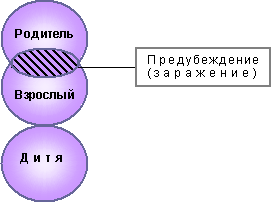 Родитель
Предубеждение
(заражение)
Взрослый
Дитя